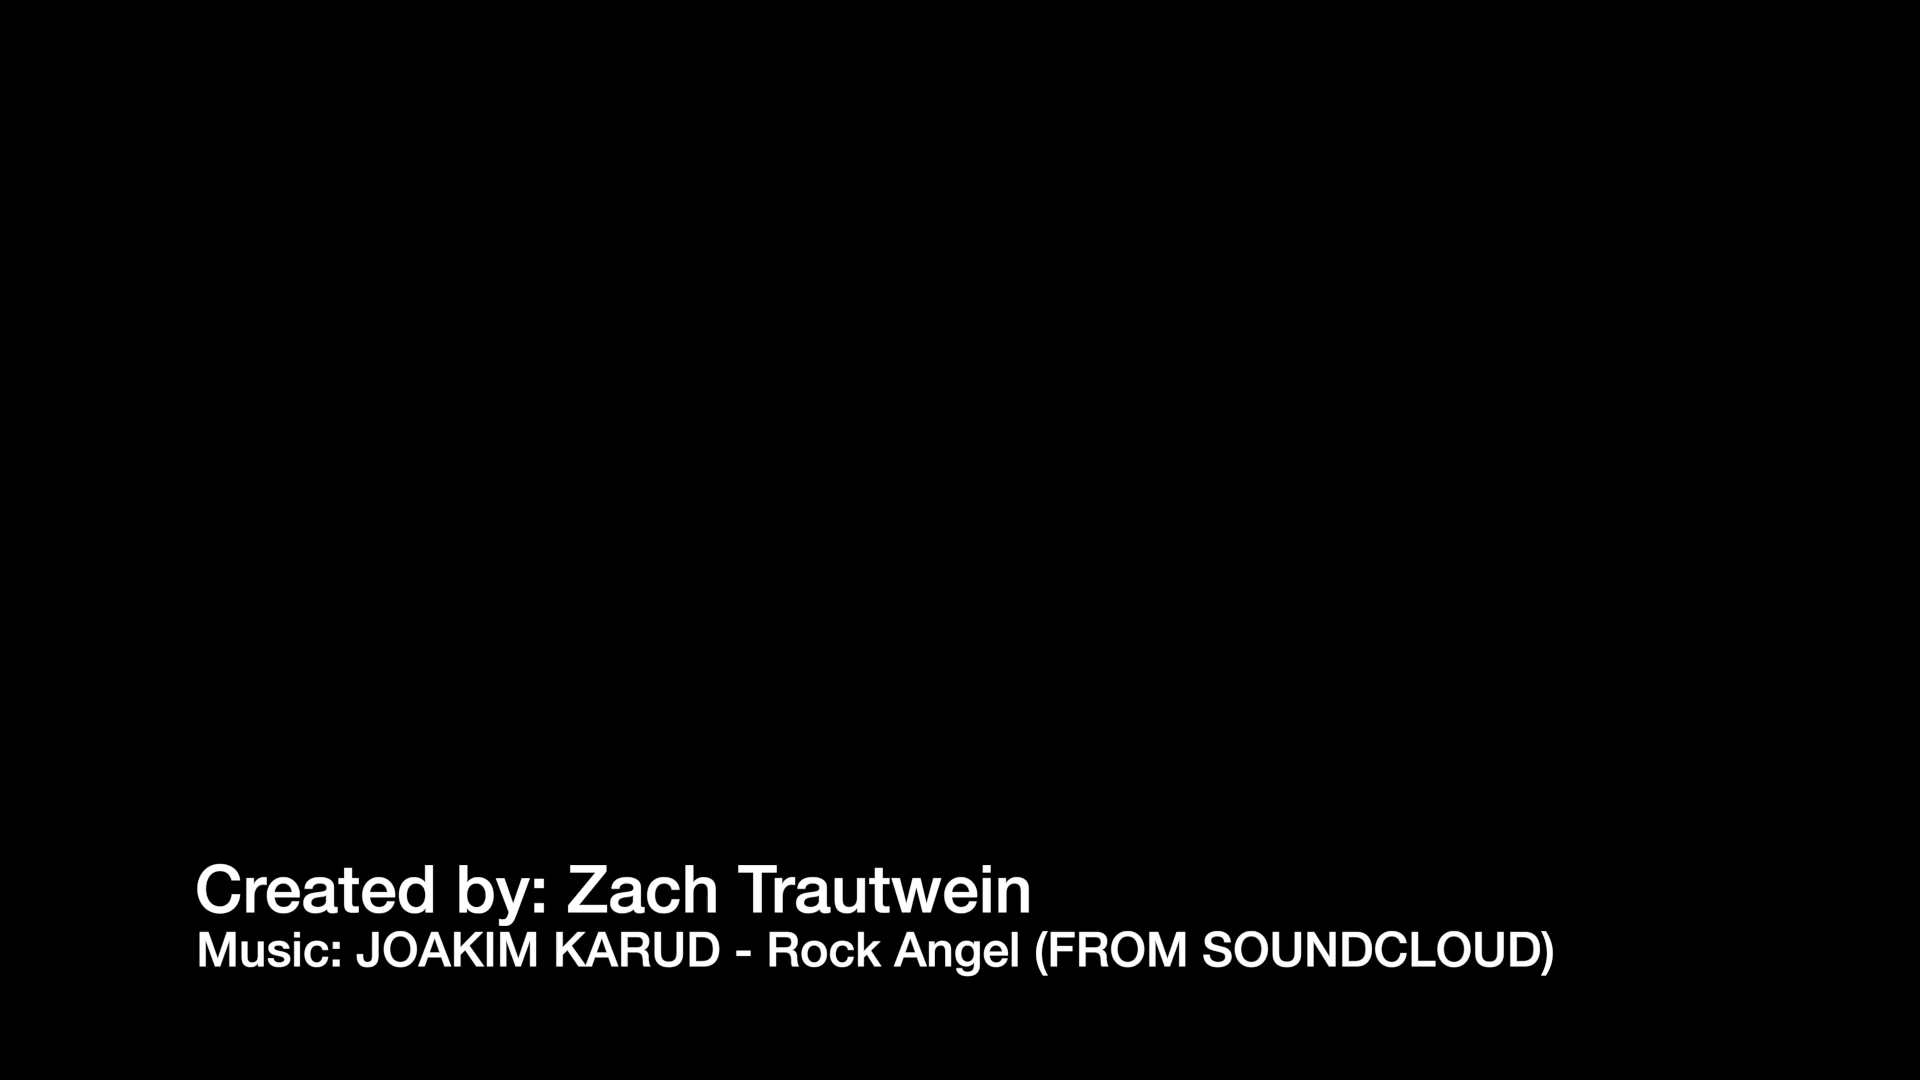 Created by: Zach Trautwein
Music: JOAKIM KARUD - Rock Angel (FROM SOUNDCLOUD)